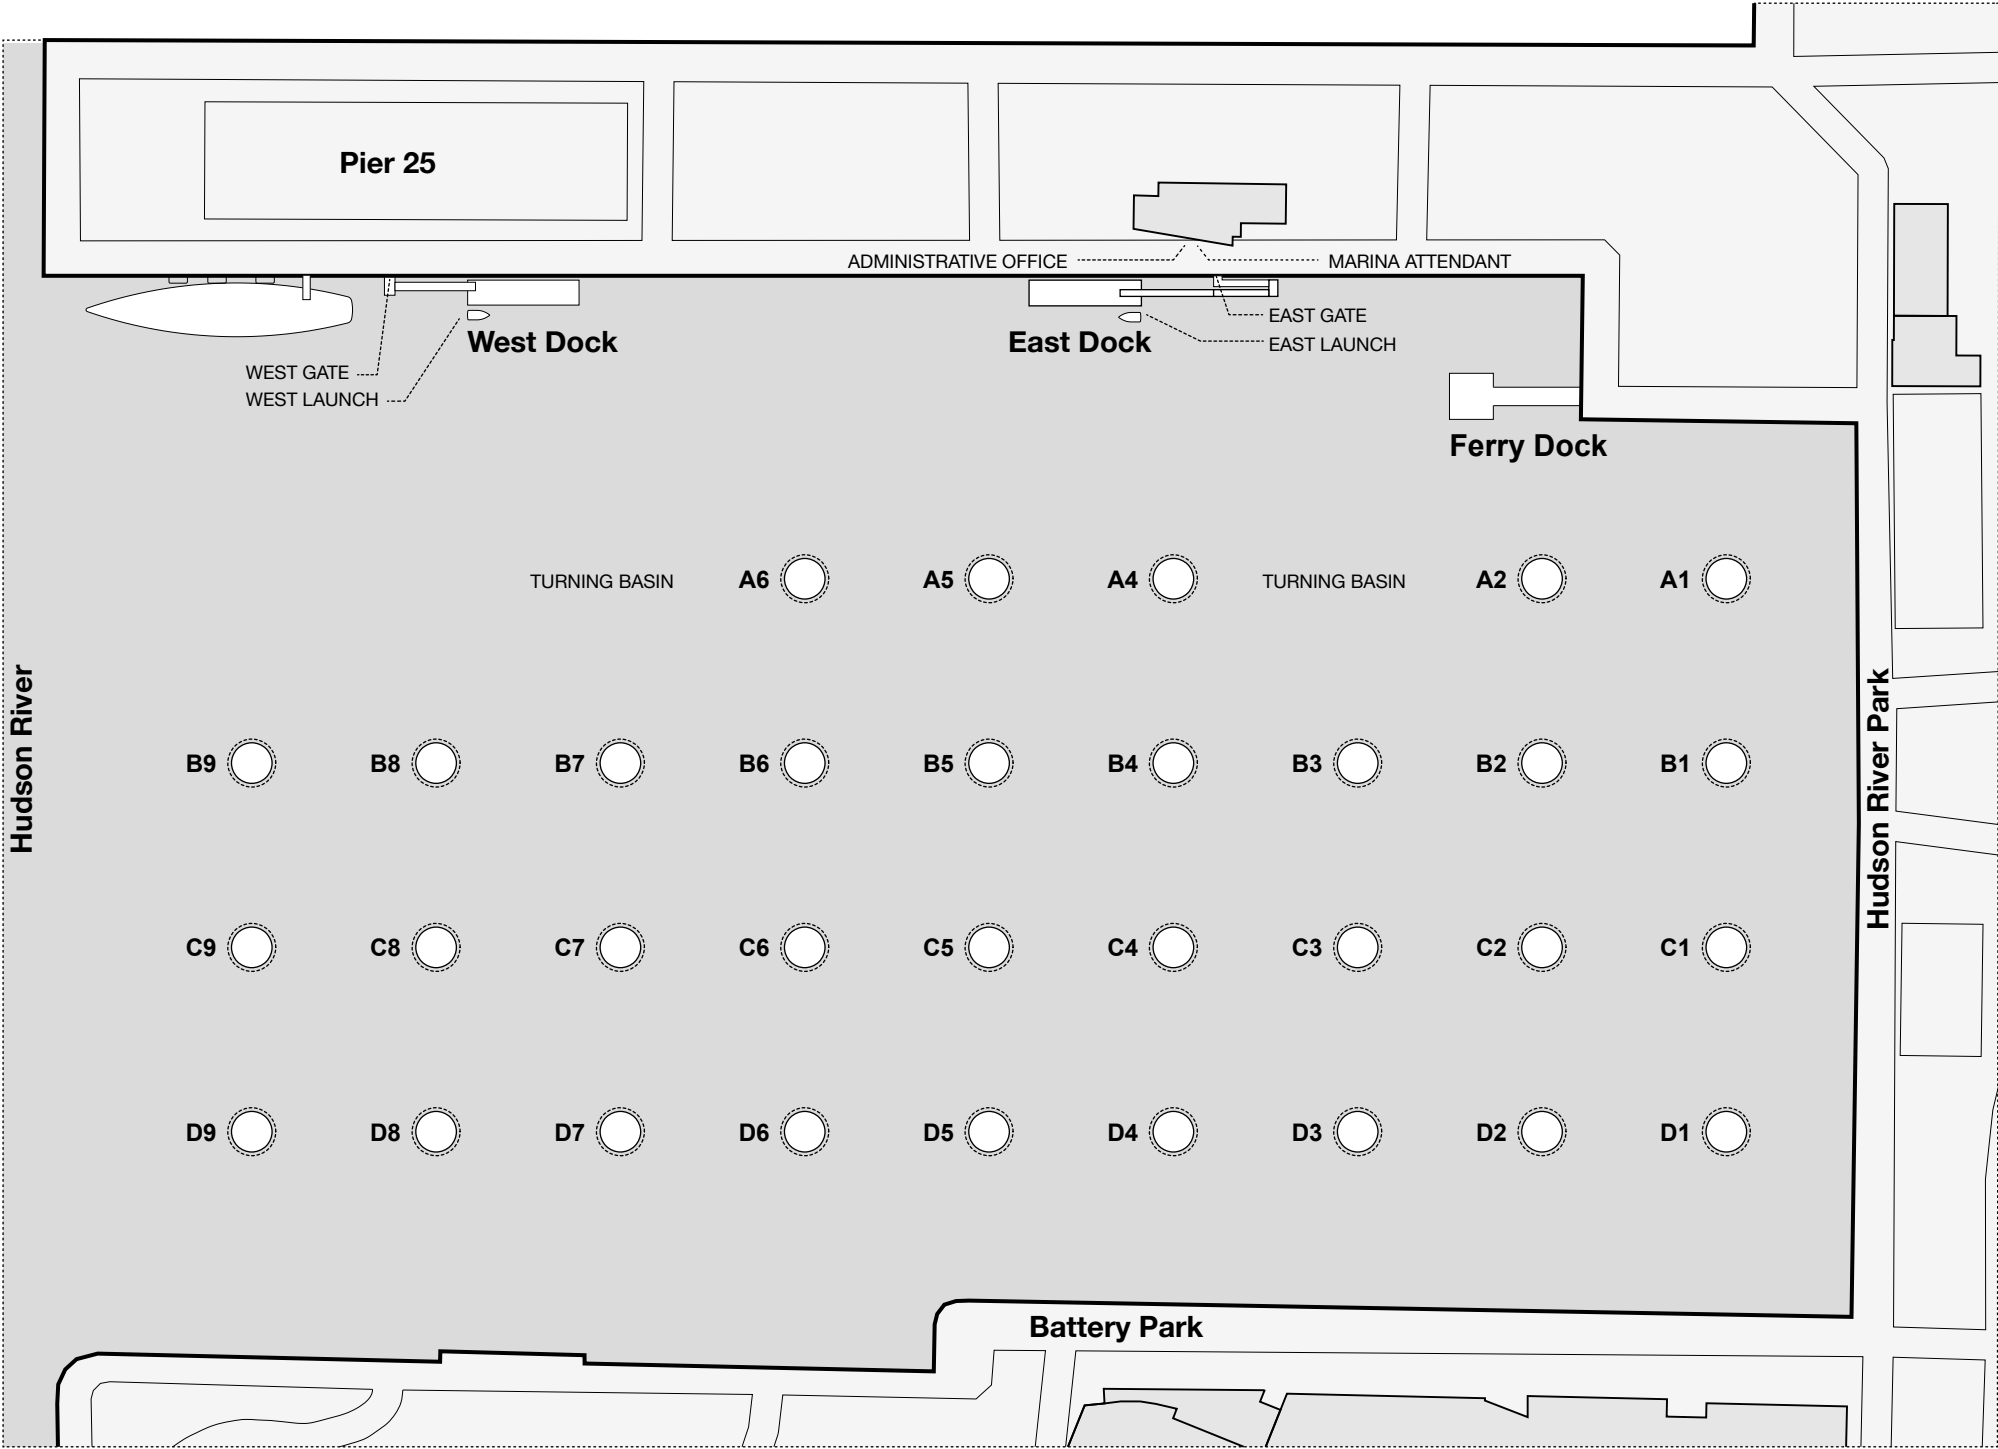 Pier 25
ADMINISTRATIVE OFFICE
MARINA ATTENDANT
EAST GATE
West Dock
East Dock
EAST LAUNCH
WEST GATE
WEST LAUNCH
Ferry Dock
TURNING BASIN
A6
A5
A4
TURNING BASIN
A2
A1
Hudson River
Hudson River Park
B9
B8
B7
B6
B5
B4
B3
B2
B1
C9
C8
C7
C6
C5
C4
C3
C2
C1
D9
D8
D7
D6
D5
D4
D3
D2
D1
Battery Park